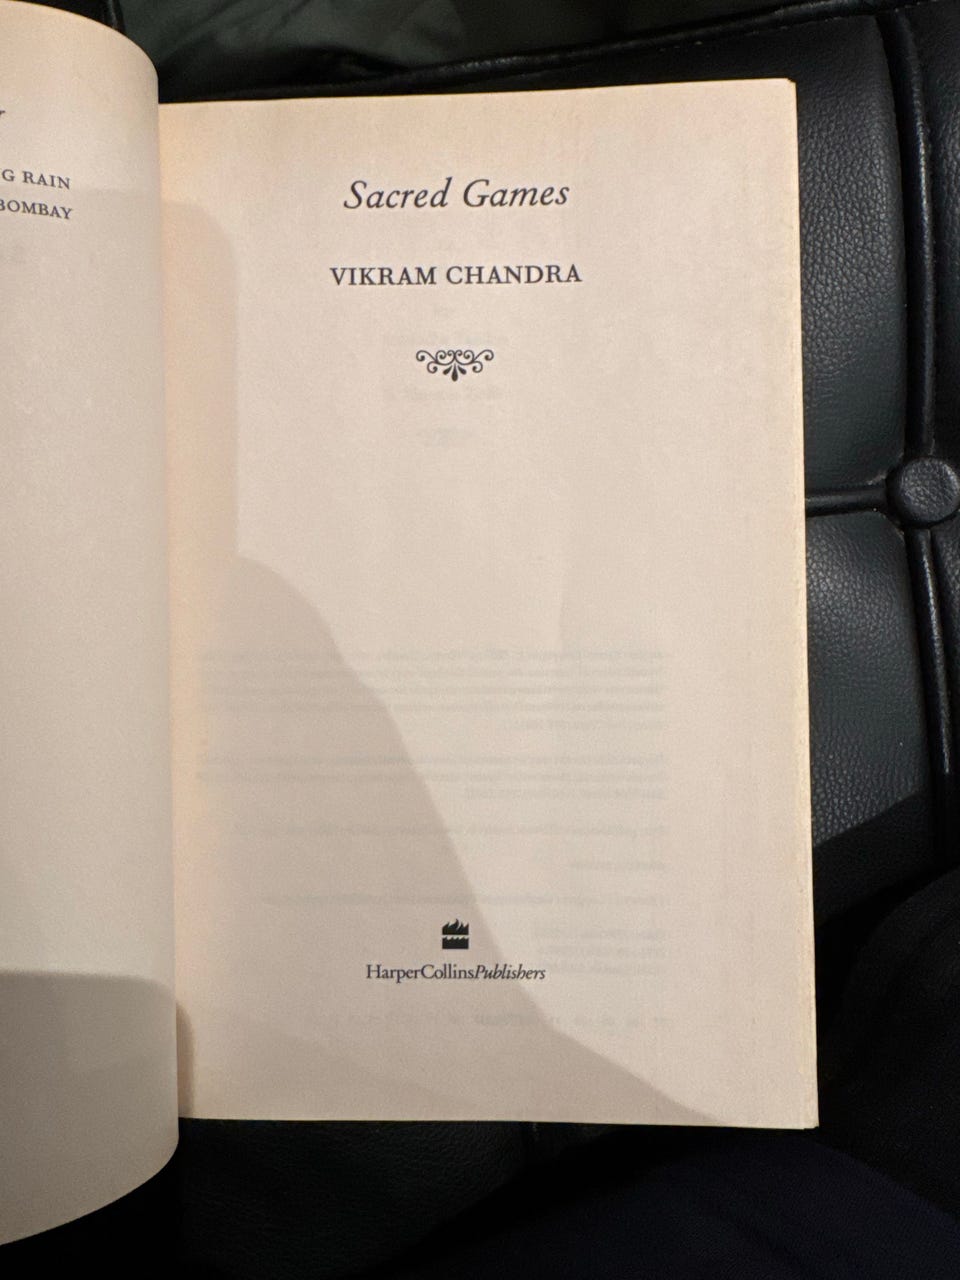 G RAIN
BOMBAY
Sacred Games
VIKRAM CHANDRA
HarperCollinsPublishers